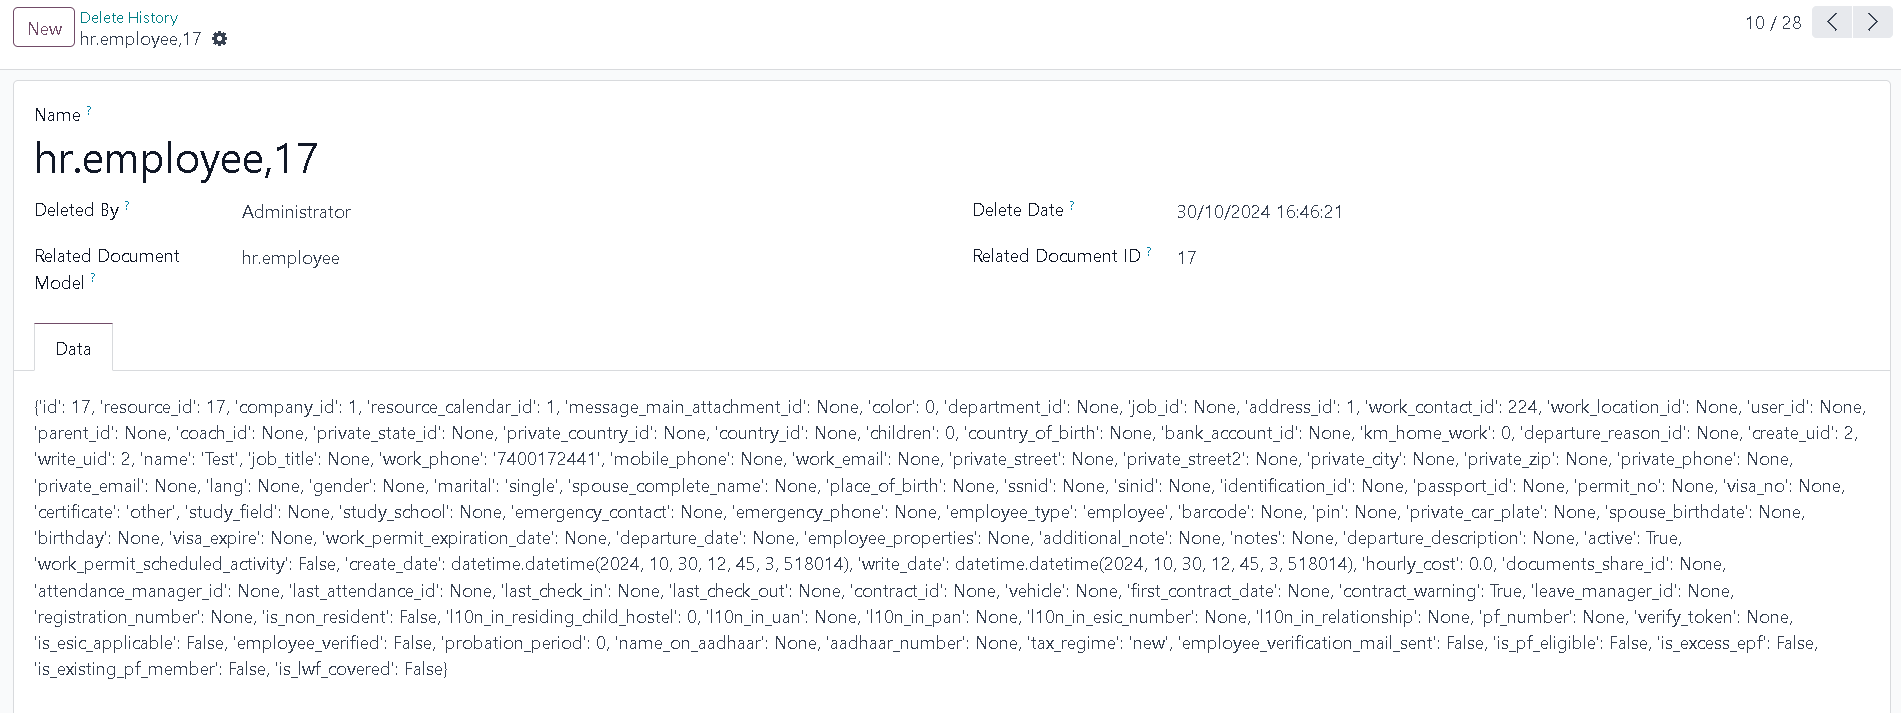 New
Delete History
hr.employee,17
10 / 28
Name ?
hr.employee,17
Deleted By ?
Administrator
Delete Date ?
30/10/2024 16:46:21
Related Document
Model ?
hr.employee
Related Document ID ?
17
Data
{'id': 17, 'resource_id': 17, 'company_id': 1, 'resource_calendar_id': 1, 'message_main_attachment_id': None, 'color': 0, 'department_id': None, 'job_id': None, 'address_id': 1, 'work_contact_id': 224, 'work_location_id': None, 'user_id': None,
'parent_id': None, 'coach_id': None, 'private_state_id': None, 'private_country_id': None, 'country_id': None, 'children': 0, 'country_of_birth': None, 'bank_account_id': None, 'km_home_work': 0, 'departure_reason_id': None, 'create_uid': 2,
'write_uid': 2, 'name': 'Test', 'job_title': None, 'work_phone': '7400172441', 'mobile_phone': None, 'work_email': None, 'private_street': None, 'private_street2': None, 'private_city': None, 'private_zip': None, 'private_phone': None,
'private_email': None, 'lang': None, 'gender': None, 'marital': 'single', 'spouse_complete_name': None, 'place_of_birth': None, 'ssnid': None, 'sinid': None, 'identification_id': None, 'passport_id': None, 'permit_no': None, 'visa_no': None,
'certificate': 'other', 'study_field': None, 'study_school': None, 'emergency_contact': None, 'emergency_phone': None, 'employee_type': 'employee', 'barcode': None, 'pin': None, 'private_car_plate': None, 'spouse_birthdate': None,
'birthday': None, 'visa_expire': None, 'work_permit_expiration_date': None, 'departure_date': None, 'employee_properties': None, 'additional_note': None, 'notes': None, 'departure_description': None, 'active': True,
'work_permit_scheduled_activity': False, 'create_date': datetime.datetime(2024, 10, 30, 12, 45, 3, 518014), 'write_date': datetime.datetime(2024, 10, 30, 12, 45, 3, 518014), 'hourly_cost': 0.0, 'documents_share_id': None,
'attendance_manager_id': None, 'last_attendance_id': None, 'last_check_in': None, 'last_check_out': None, 'contract_id': None, 'vehicle': None, 'first_contract_date': None, 'contract_warning': True, 'leave_manager_id': None,
'registration_number': None, 'is_non_resident': False, 'l10n_in_residing_child_hostel': 0, 'l10n_in_uan': None, 'l10n_in_pan': None, 'l10n_in_esic_number': None, 'l10n_in_relationship': None, 'pf_number': None, 'verify_token': None,
'is_esic_applicable': False, 'employee_verified': False, 'probation_period': 0, 'name_on_aadhaar': None, 'aadhaar_number': None, 'tax_regime': 'new', 'employee_verification_mail_sent': False, 'is_pf_eligible': False, 'is_excess_epf': False,
'is_existing_pf_member': False, 'is_lwf_covered': False}